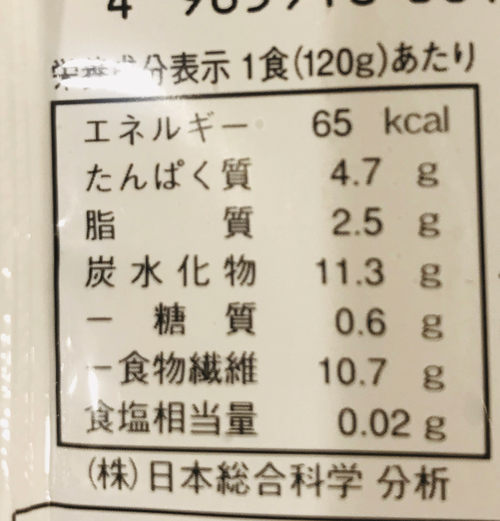 栄養成分表示 1食(120g)あたり
エネルギー 65 kcal
たんぱく質 4.7 g
脂質 2.5 g
炭水化物 11.3 g
－糖質 0.6 g
－食物繊維 10.7 g
食塩相当量 0.02 g
(株)日本総合科学 分析